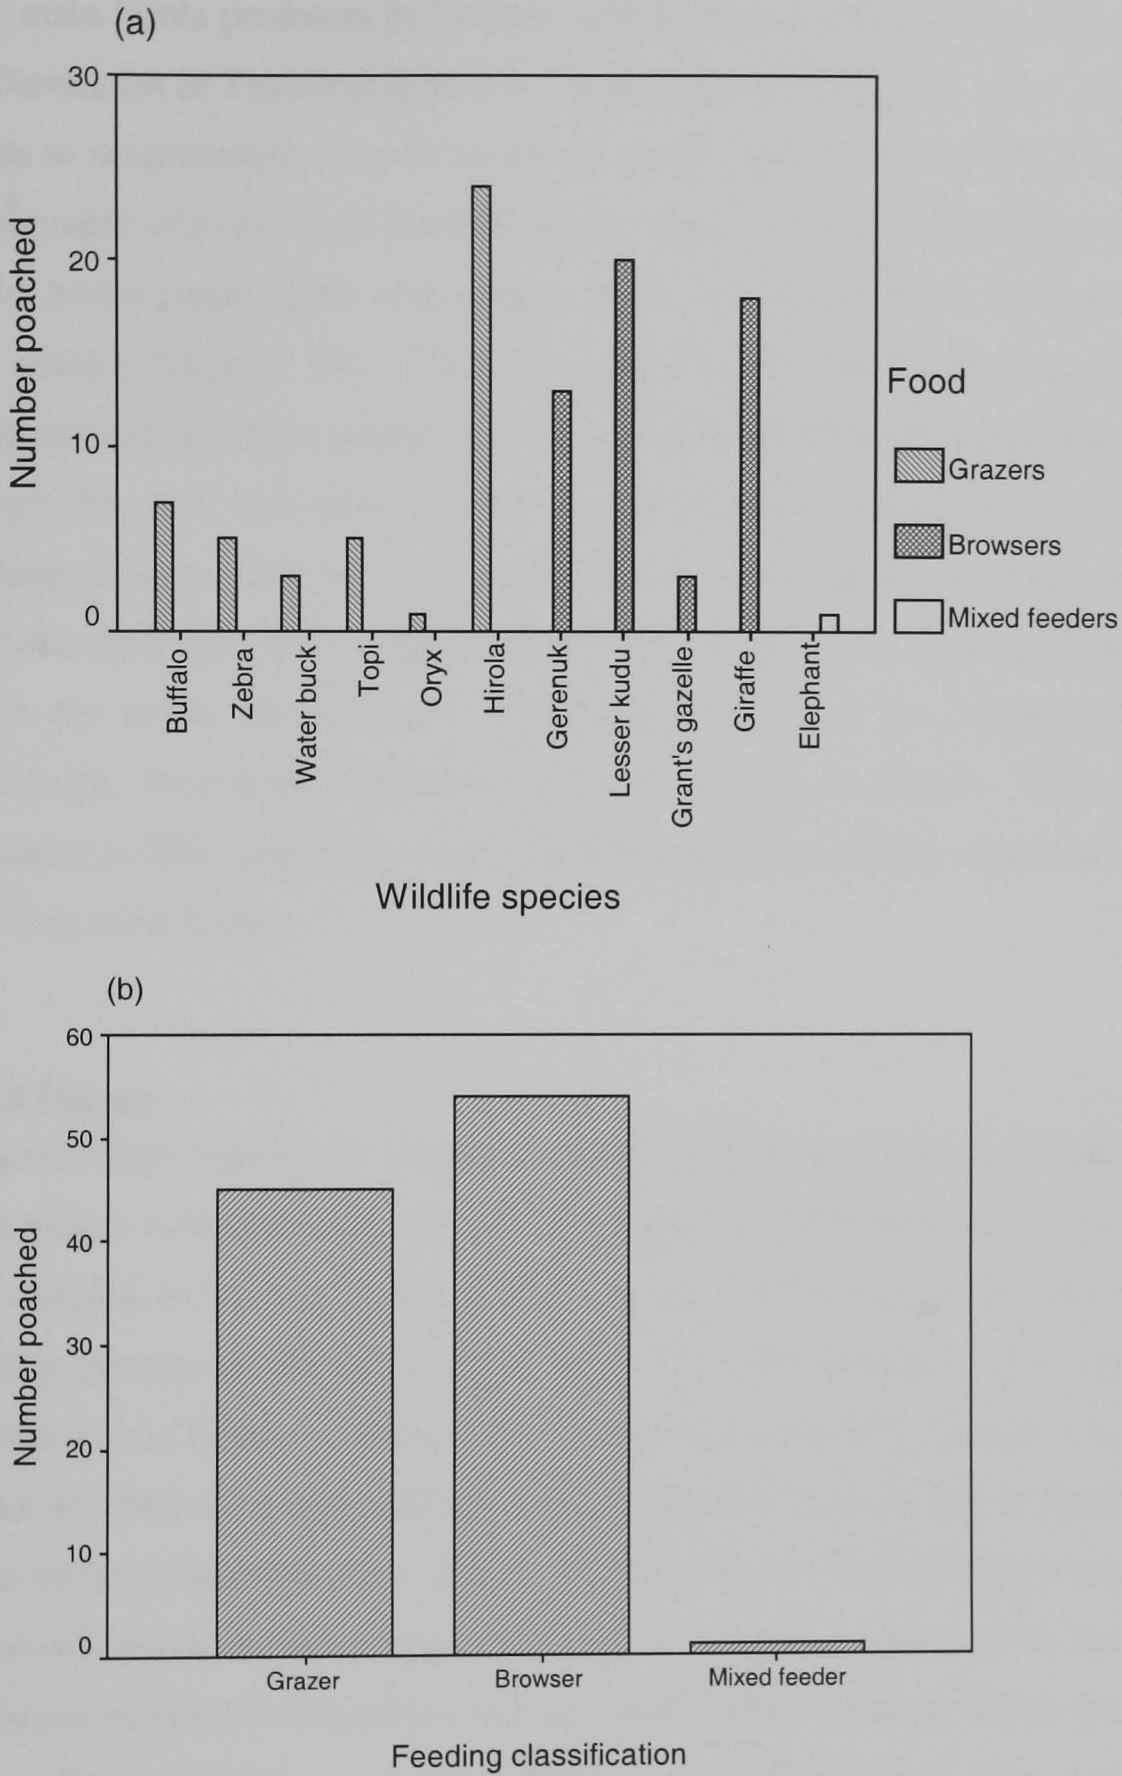 (a)
30
20
10
0
Number poached
Buffalo
Zebra
Water buck
Topi
Oryx
Hirola
Gerenuk
Lesser kudu
Grant's gazelle
Giraffe
Elephant
Wildlife species
Food
Grazers
Browsers
Mixed feeders
(b)
60
50
40
30
20
10
0
Number poached
Grazer
Browser
Mixed feeder
Feeding classification